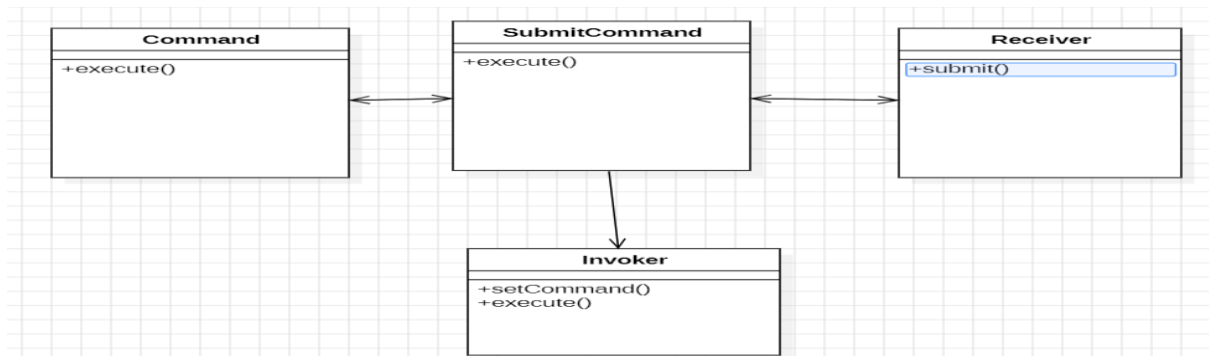 Command
+execute()
SubmitCommand
+execute()
Receiver
+submit()
Invoker
+setCommand()
+execute()